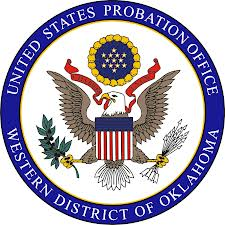 UNITED STATES PROBATION OFFICE
WESTERN DISTRICT OF OKLAHOMA